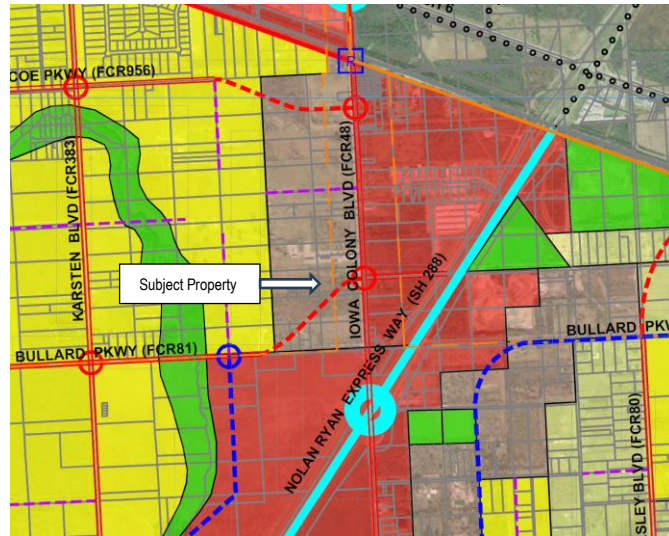 COE PKWY (FCR956)
KARSTEN BLVD (FCR383)
IOWA COLONY BLVD (FCR48)
Subject Property
NOLAN RYAN EXPRESS WAY (SH 288)
BULLARD PKWY (FCR81)
BULLARD PKW
SLEY BLVD (FCR80)